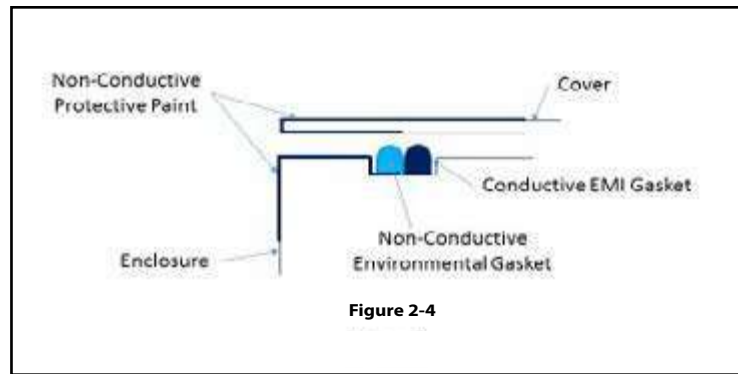 Non-Conductive
Protective Paint
Cover
Conductive EMI Gasket
Non-Conductive
Environmental Gasket
Enclosure
Figure 2-4